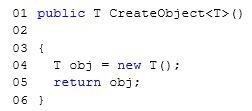 01 public T CreateObject<T>()
02
03 {
04   T obj = new T();
05   return obj;
06 }